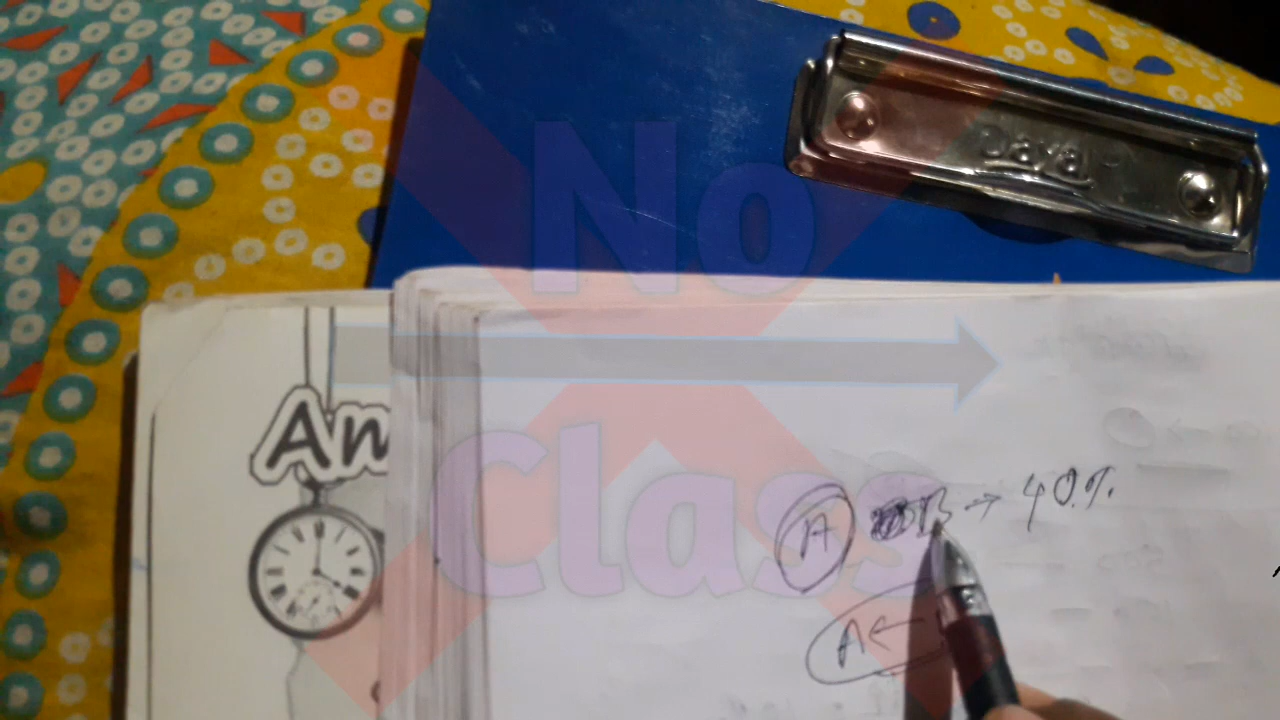 Daya
No
Class
An
A B → 40%
A ←